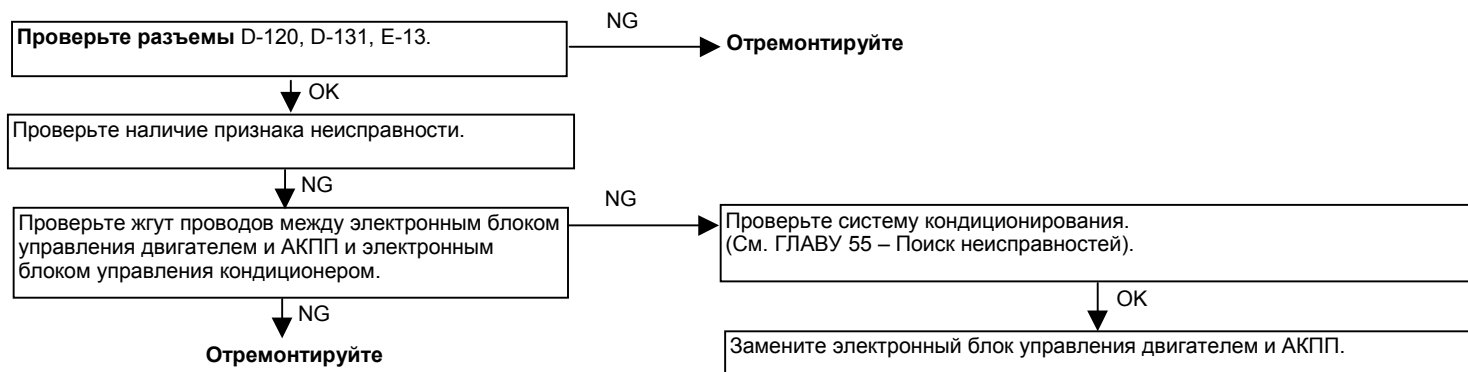 NG
Проверьте разъемы D-120, D-131, E-13.
Отремонтируйте
OK
Проверьте наличие признака неисправности.
NG
NG
Проверьте жгут проводов между электронным блоком
управления двигателем и АКПП и электронным
блоком управления кондиционером.
Проверьте систему кондиционирования.
(См. ГЛАВУ 55 – Поиск неисправностей).
NG
OK
Отремонтируйте
Замените электронный блок управления двигателем и АКПП.